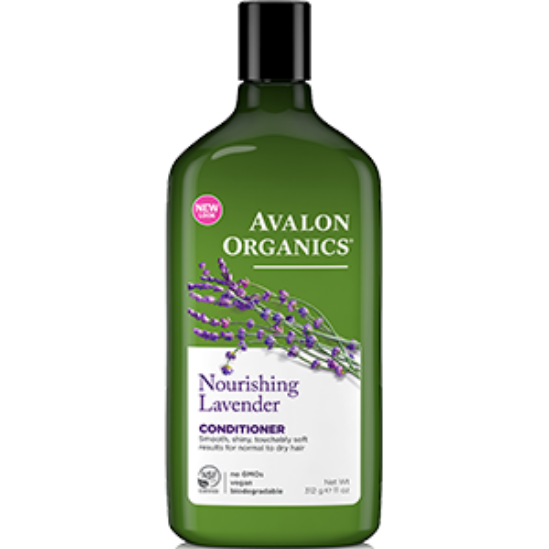 NEW
LOOK
AVALON
ORGANICS®
Nourishing
Lavender
CONDITIONER
Smooth, shiny, touchably soft
results for normal to dry hair
NSF
no GMOs
vegan
biodegradable
Net Wt
312 g e 11 oz